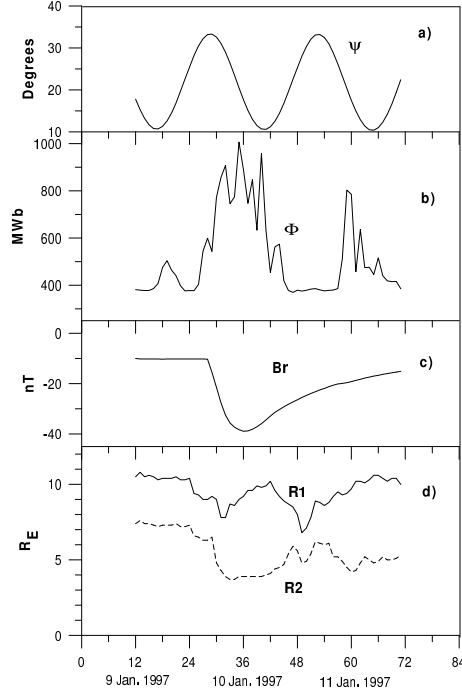 40
a)
ψ
30
Degrees
20
10
1000
b)
800
MWb
Φ
600
400
0
c)
Br
nT
-20
-40
10
R1
d)
R_E
5
R2
0
0 12 24 36 48 60 72 84
9 Jan. 1997 10 Jan. 1997 11 Jan. 1997